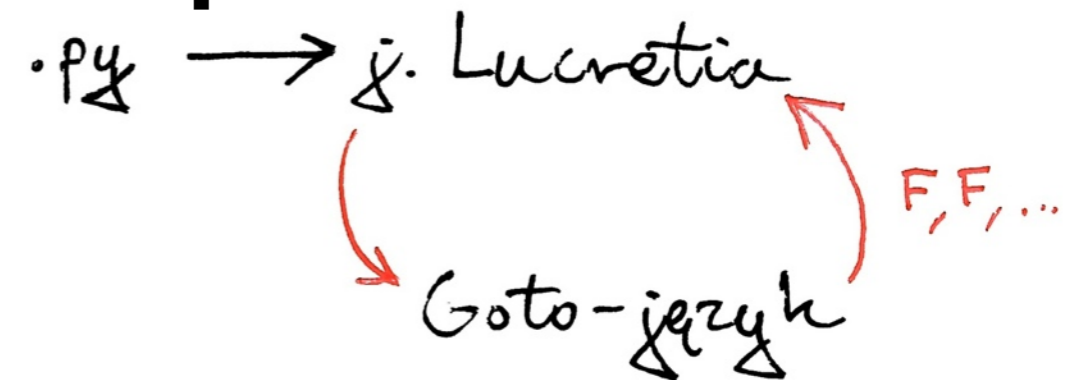 .py → j. Lucretia
F, F, ...
Goto-język